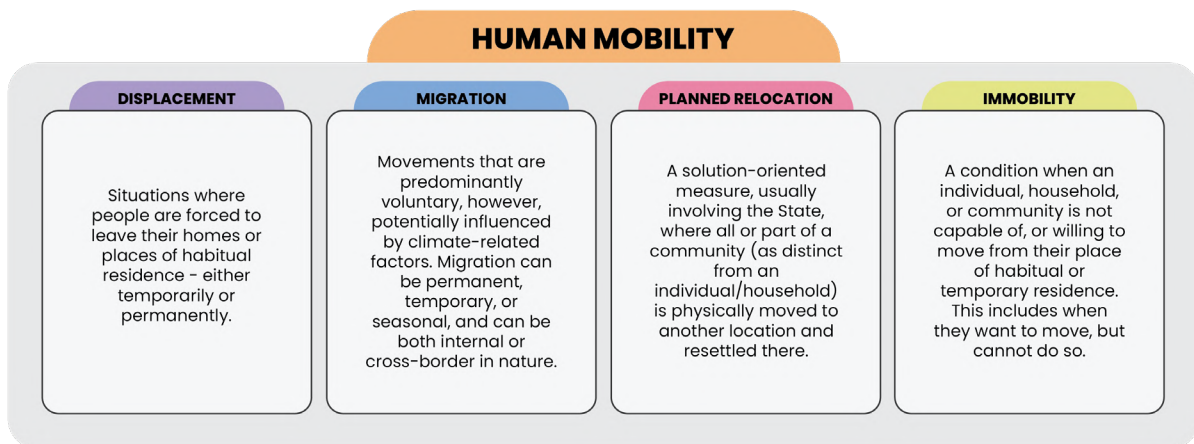 HUMAN MOBILITY
DISPLACEMENT
Situations where
people are forced to
leave their homes or
places of habitual
residence - either
temporarily or
permanently.
MIGRATION
Movements that are
predominantly
voluntary, however,
potentially influenced
by climate-related
factors. Migration can
be permanent,
temporary, or
seasonal, and can be
both internal or
cross-border in nature.
PLANNED RELOCATION
A solution-oriented
measure, usually
involving the State,
where all or part of a
community (as distinct
from an
individual/household)
is physically moved to
another location and
resettled there.
IMMOBILITY
A condition when an
individual, household,
or community is not
capable of, or willing to
move from their place
of habitual or
temporary residence.
This includes when
they want to move, but
cannot do so.